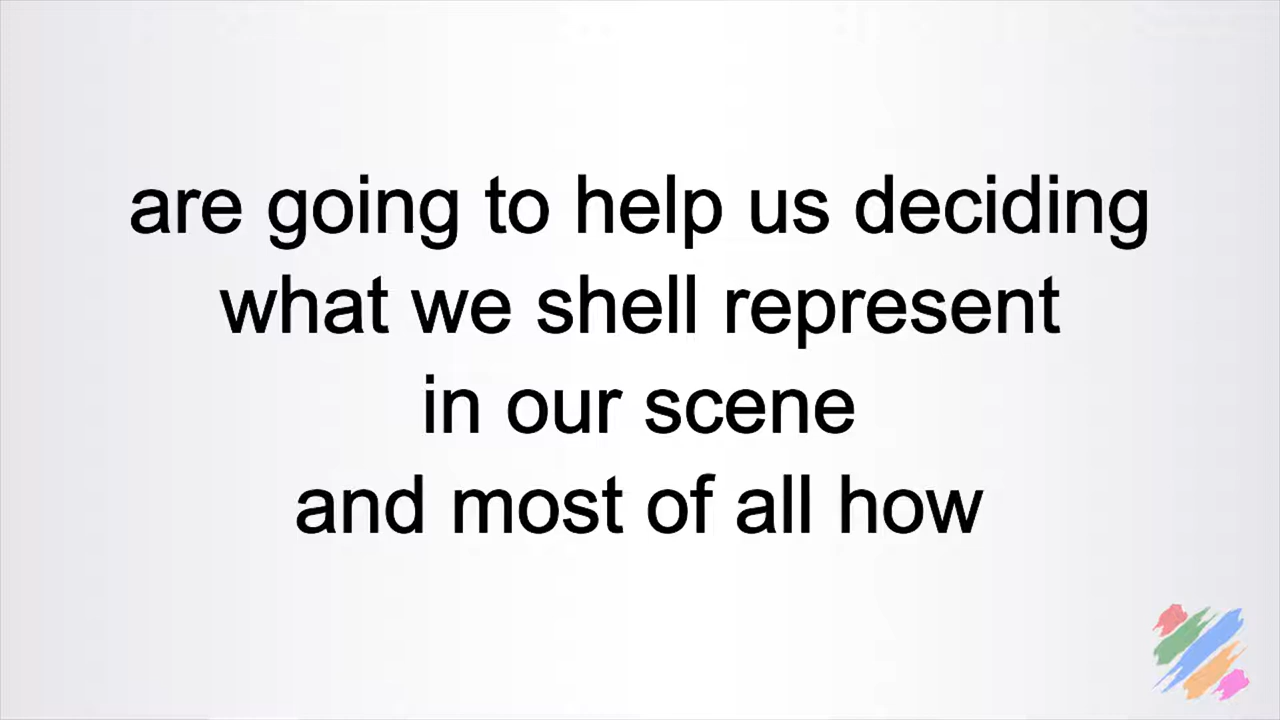 are going to help us deciding
what we shell represent
in our scene
and most of all how